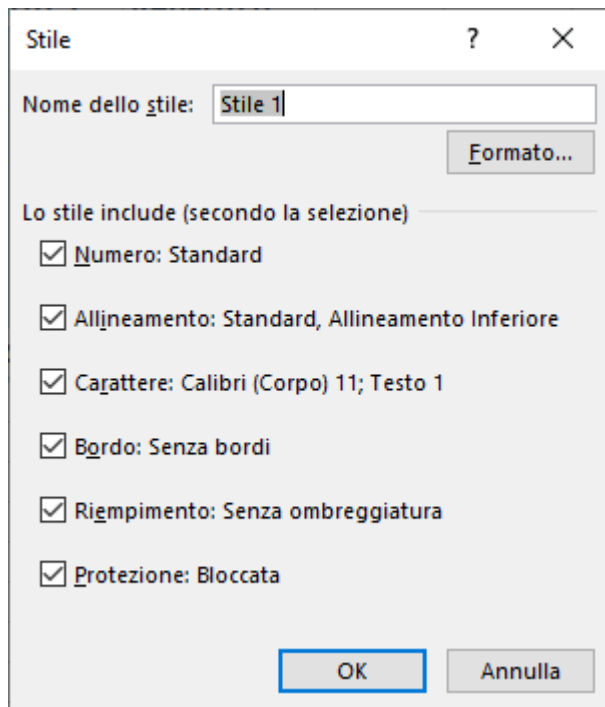 Stile
?
Nome dello stile: Stile 1
Formato...
Lo stile include (secondo la selezione)
Numero: Standard
Allineamento: Standard, Allineamento Inferiore
Carattere: Calibri (Corpo) 11; Testo 1
Bordo: Senza bordi
Riempimento: Senza ombreggiatura
Protezione: Bloccata
OK Annulla